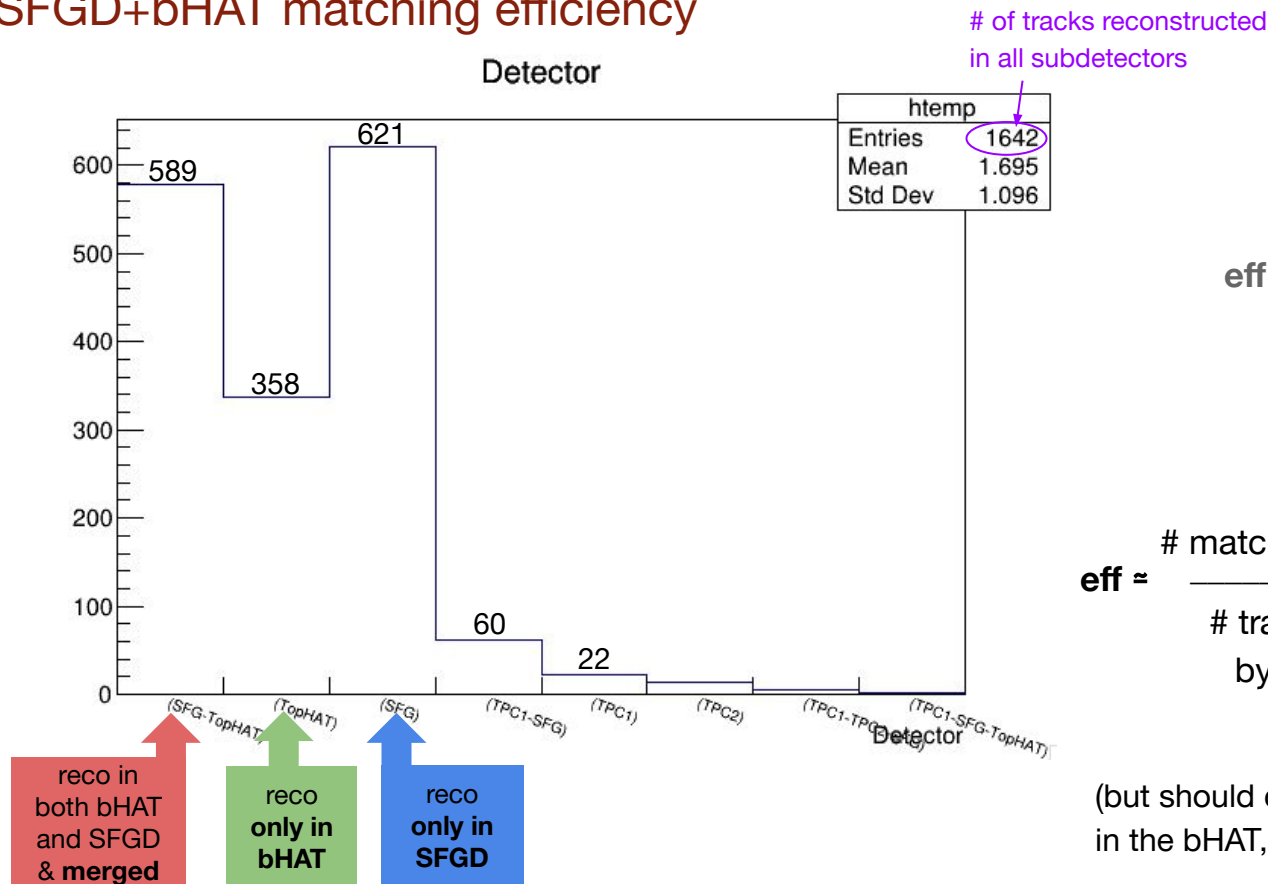 SFGD+bHAT matching efficiency
# of tracks reconstructed
in all subdetectors
Detector
htemp
Entries 1642
Mean 1.695
Std Dev 1.096
600
500
400
300
200
100
0
589
358
621
60
22
(SFG-TopHAT)
(TopHAT)
(SFG)
(TPC1-SFG)
(TPC1)
(TPC2)
(TPC1-SFG-TopHAT)
Detector
reco in
both bHAT
and SFGD
& merged
reco
only in
bHAT
reco
only in
SFGD
eff
# matc
eff ≃
# tra
by
(but should
in the bHAT,